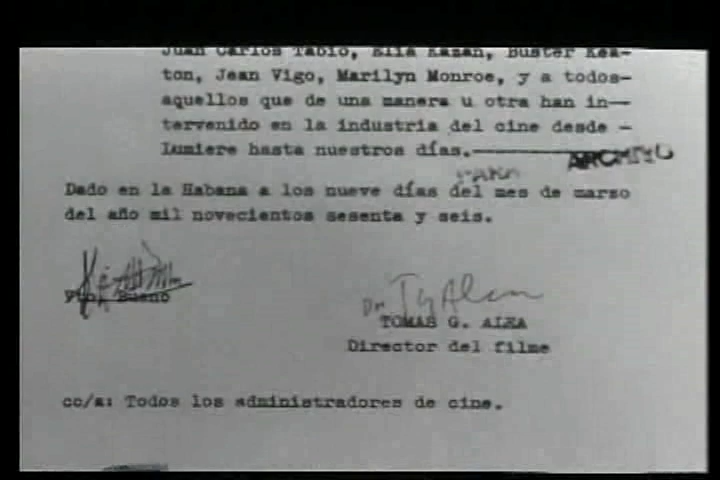 Juan Carlos Tabio, Elia Kazan, Buster Kea-
ton, Jean Vigo, Marilyn Monroe, y a todos-
aquellos que de una manera u otra han in--
tervenido en la industria del cine desde -
Lumiere hasta nuestros días.
ARCHIVO
Dado en la Habana a los nueve días del mes de marzo
del año mil novecientos sesenta y seis.
Vto. Bueno
TOMAS G. ALEA
Director del filme
cc/a: Todos los administradores de cine.